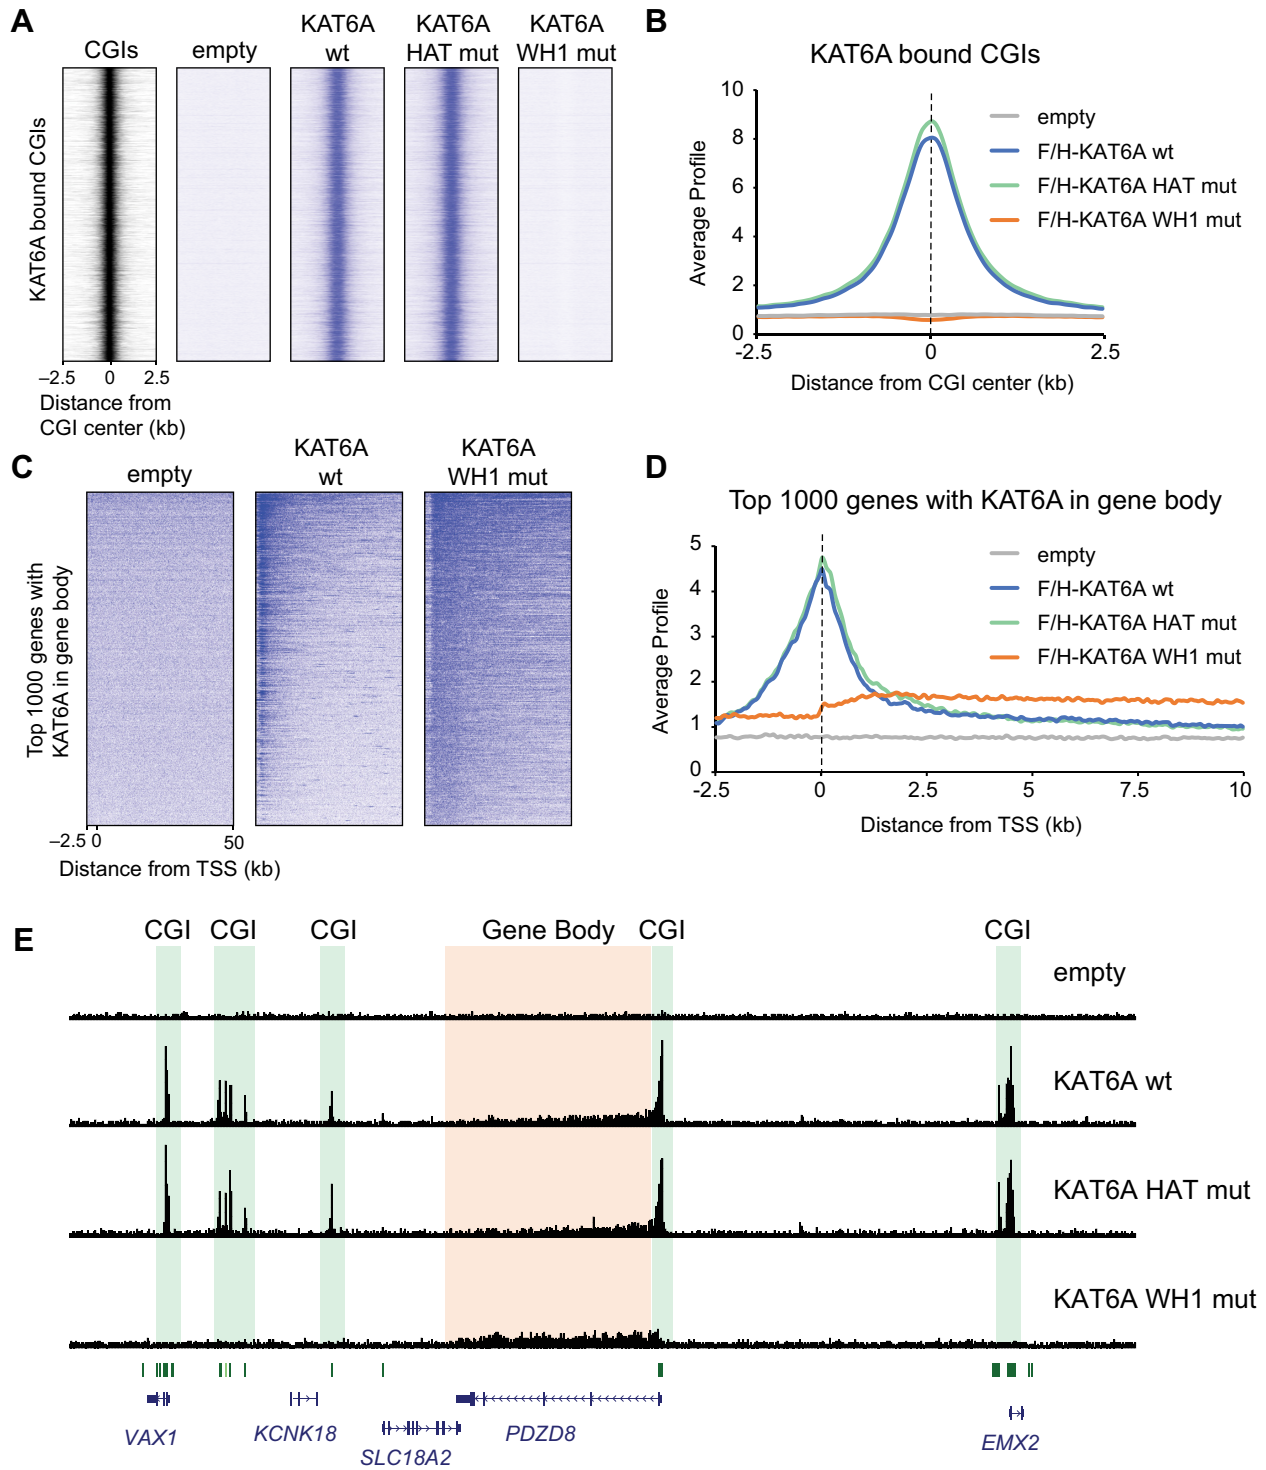 A
CGIs
empty
KAT6A
wt
KAT6A
HAT mut
KAT6A
WH1 mut
KAT6A bound CGIs
–2.5 0 2.5
Distance from
CGI center (kb)
B
KAT6A bound CGIs
Average Profile
10
8
6
4
2
0
-2.5 0 2.5
Distance from CGI center (kb)
empty
F/H-KAT6A wt
F/H-KAT6A HAT mut
F/H-KAT6A WH1 mut
C
empty
KAT6A
wt
KAT6A
WH1 mut
Top 1000 genes with
KAT6A in gene body
–2.5 0 50
Distance from TSS (kb)
D
Top 1000 genes with KAT6A in gene body
Average Profile
5
4
3
2
1
0
-2.5 0 2.5 5 7.5 10
Distance from TSS (kb)
empty
F/H-KAT6A wt
F/H-KAT6A HAT mut
F/H-KAT6A WH1 mut
E
CGI CGI CGI Gene Body CGI CGI
empty
KAT6A wt
KAT6A HAT mut
KAT6A WH1 mut
VAX1
KCNK18
SLC18A2
PDZD8
EMX2